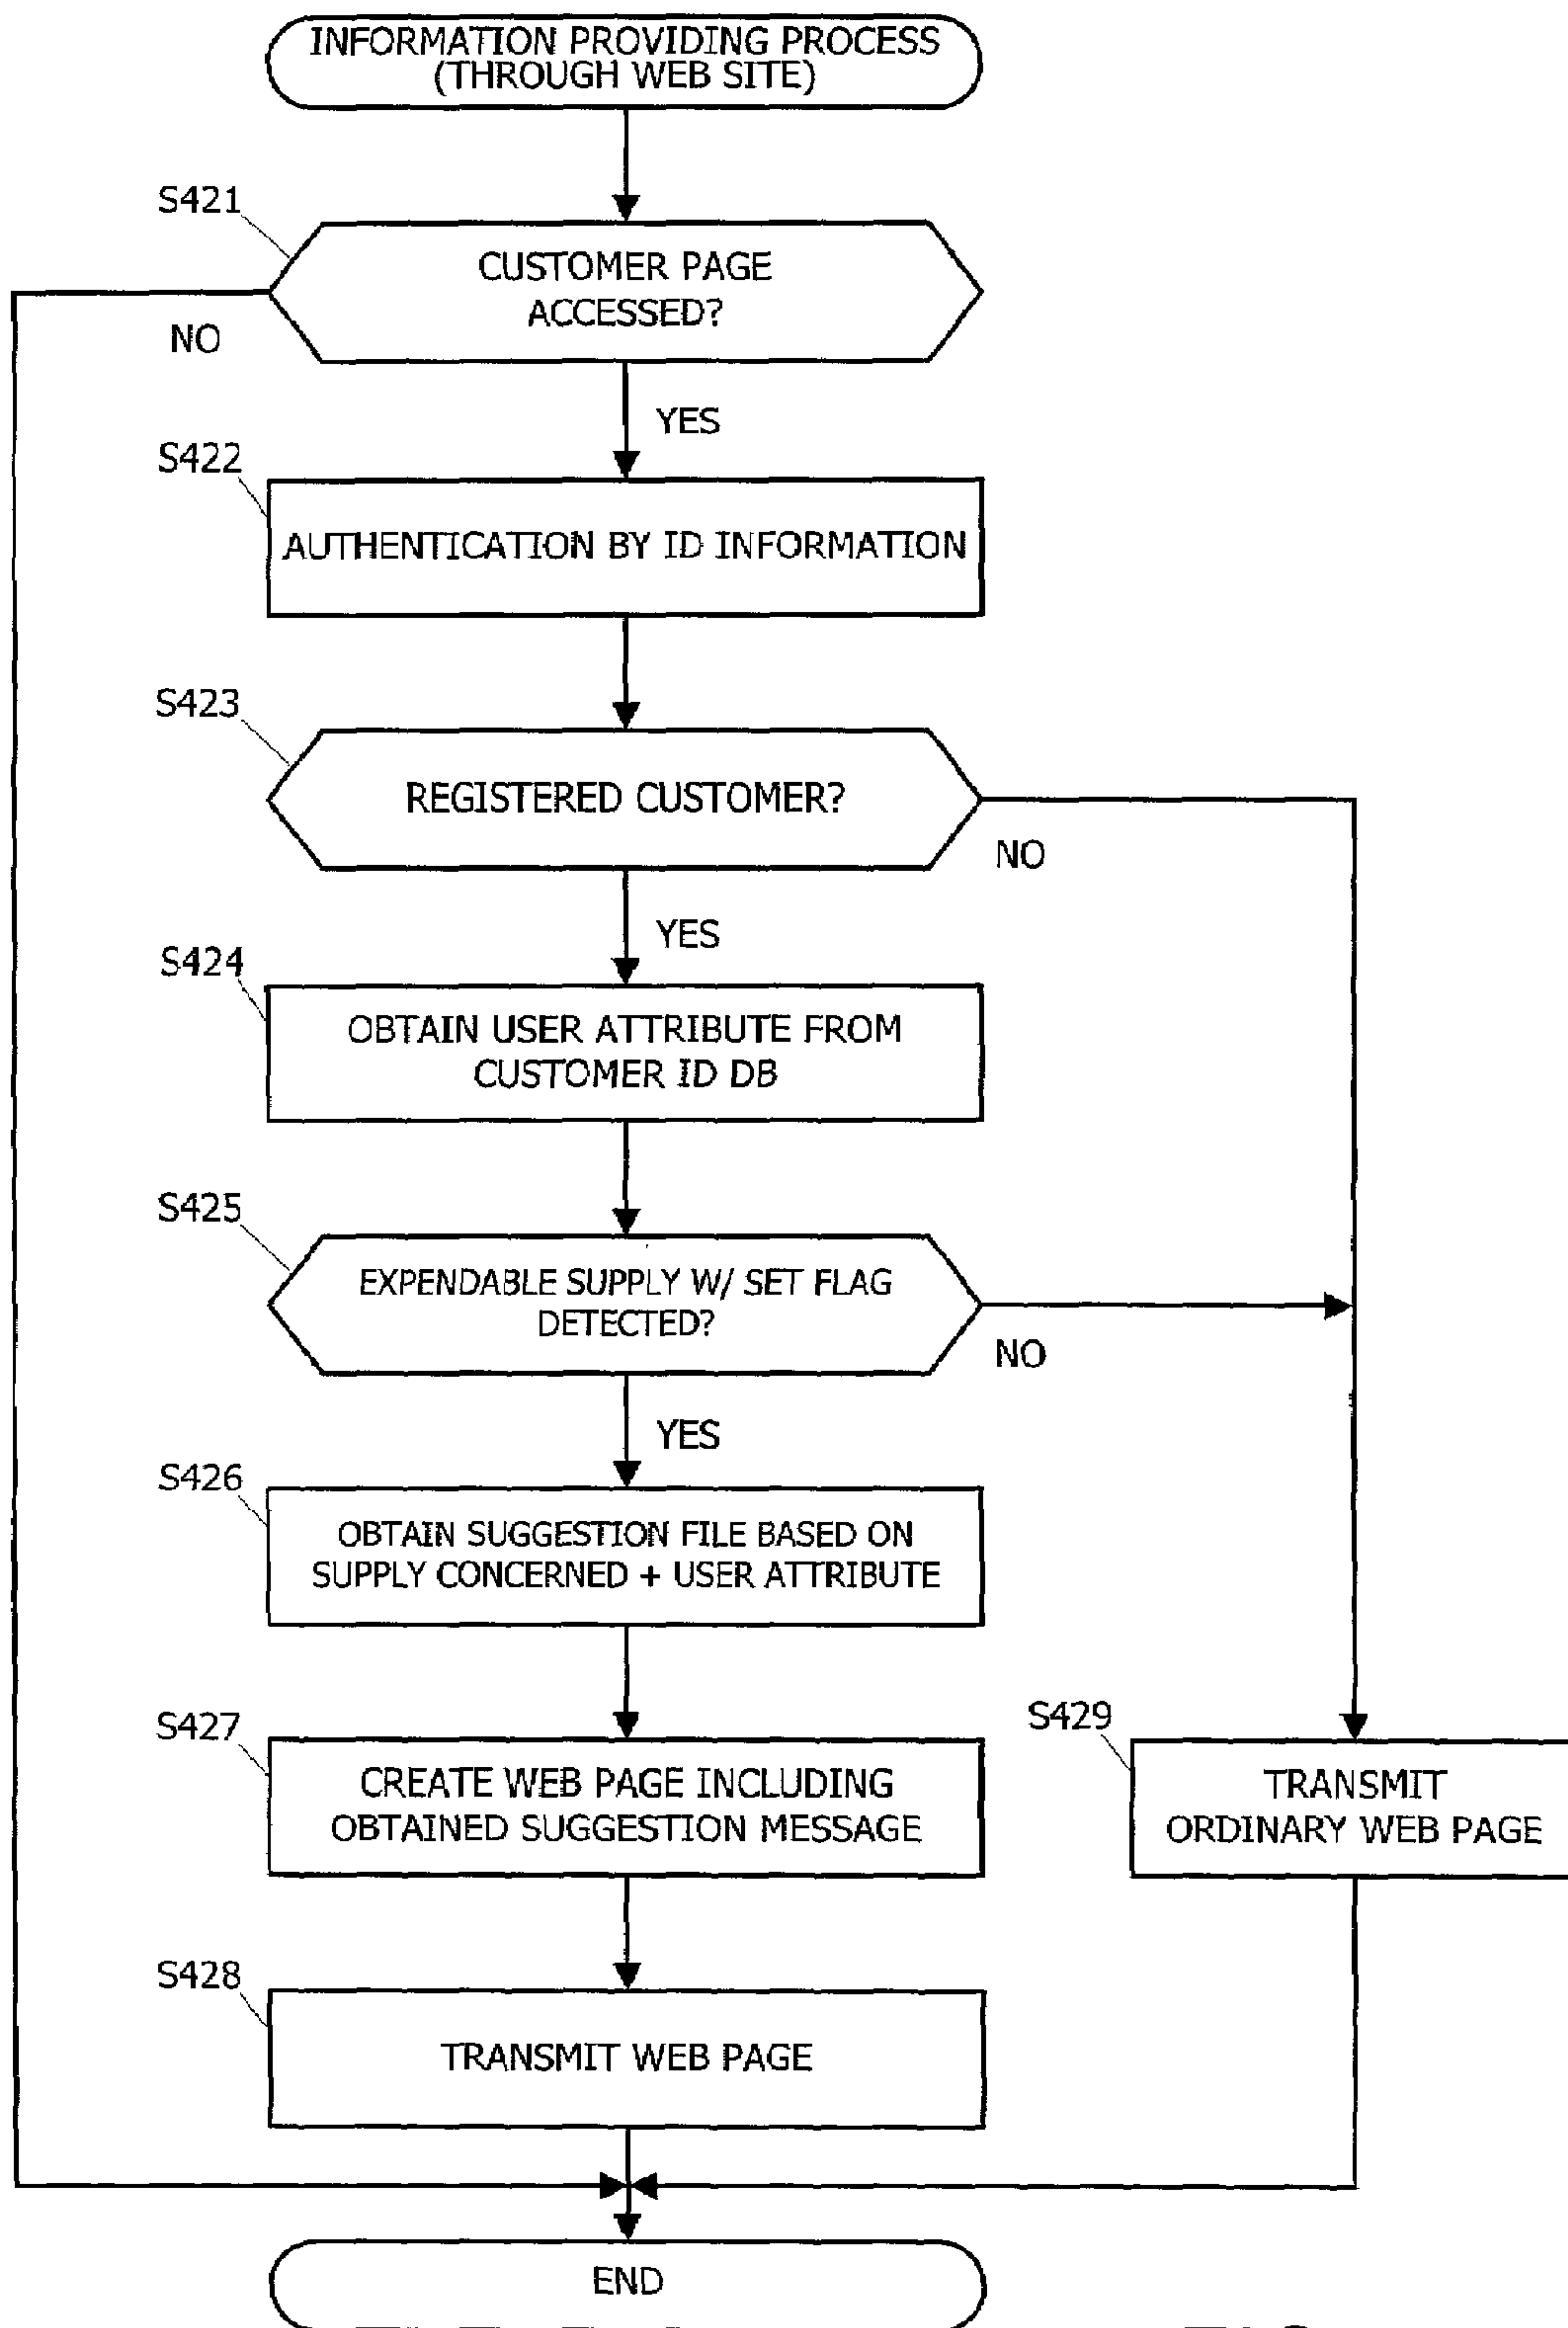 INFORMATION PROVIDING PROCESS
(THROUGH WEB SITE)
S421
CUSTOMER PAGE
ACCESSED?
NO
YES
S422
AUTHENTICATION BY ID INFORMATION
S423
REGISTERED CUSTOMER?
NO
YES
S424
OBTAIN USER ATTRIBUTE FROM
CUSTOMER ID DB
S425
EXPENDABLE SUPPLY W/ SET FLAG
DETECTED?
NO
YES
S426
OBTAIN SUGGESTION FILE BASED ON
SUPPLY CONCERNED + USER ATTRIBUTE
S427
CREATE WEB PAGE INCLUDING
OBTAINED SUGGESTION MESSAGE
S429
TRANSMIT
ORDINARY WEB PAGE
S428
TRANSMIT WEB PAGE
END